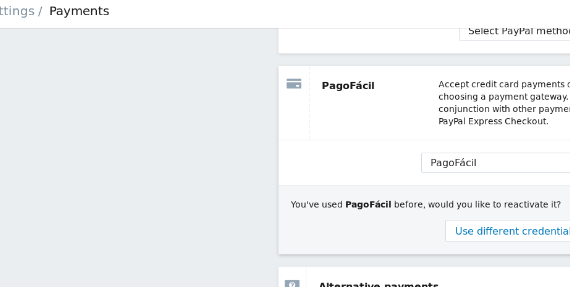 ttings / Payments
Select PayPal metho
PagoFácil
Accept credit card payments
choosing a payment gateway.
conjunction with other payme
PayPal Express Checkout.
PagoFácil
You've used PagoFácil before, would you like to reactivate it?
Use different credentia
Alternative payments